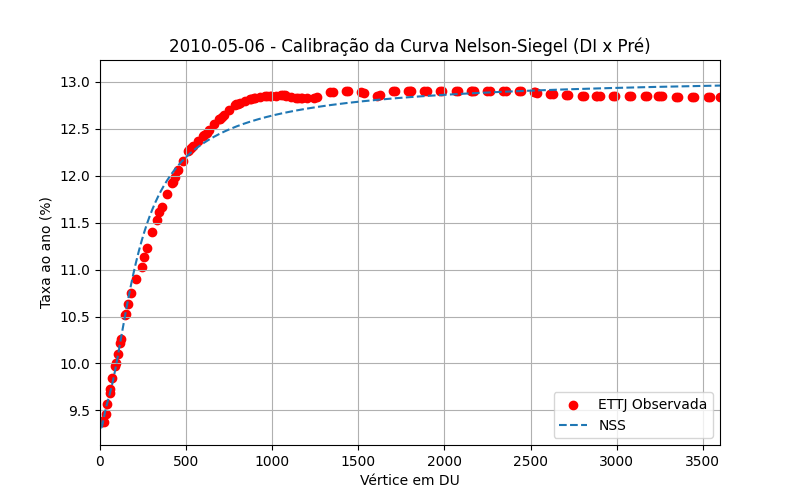 2010-05-06 - Calibração da Curva Nelson-Siegel (DI x Pré)
Taxa ao ano (%)
13.0
12.5
12.0
11.5
11.0
10.5
10.0
9.5
0 500 1000 1500 2000 2500 3000 3500
Vértice em DU
ETTJ Observada
NSS